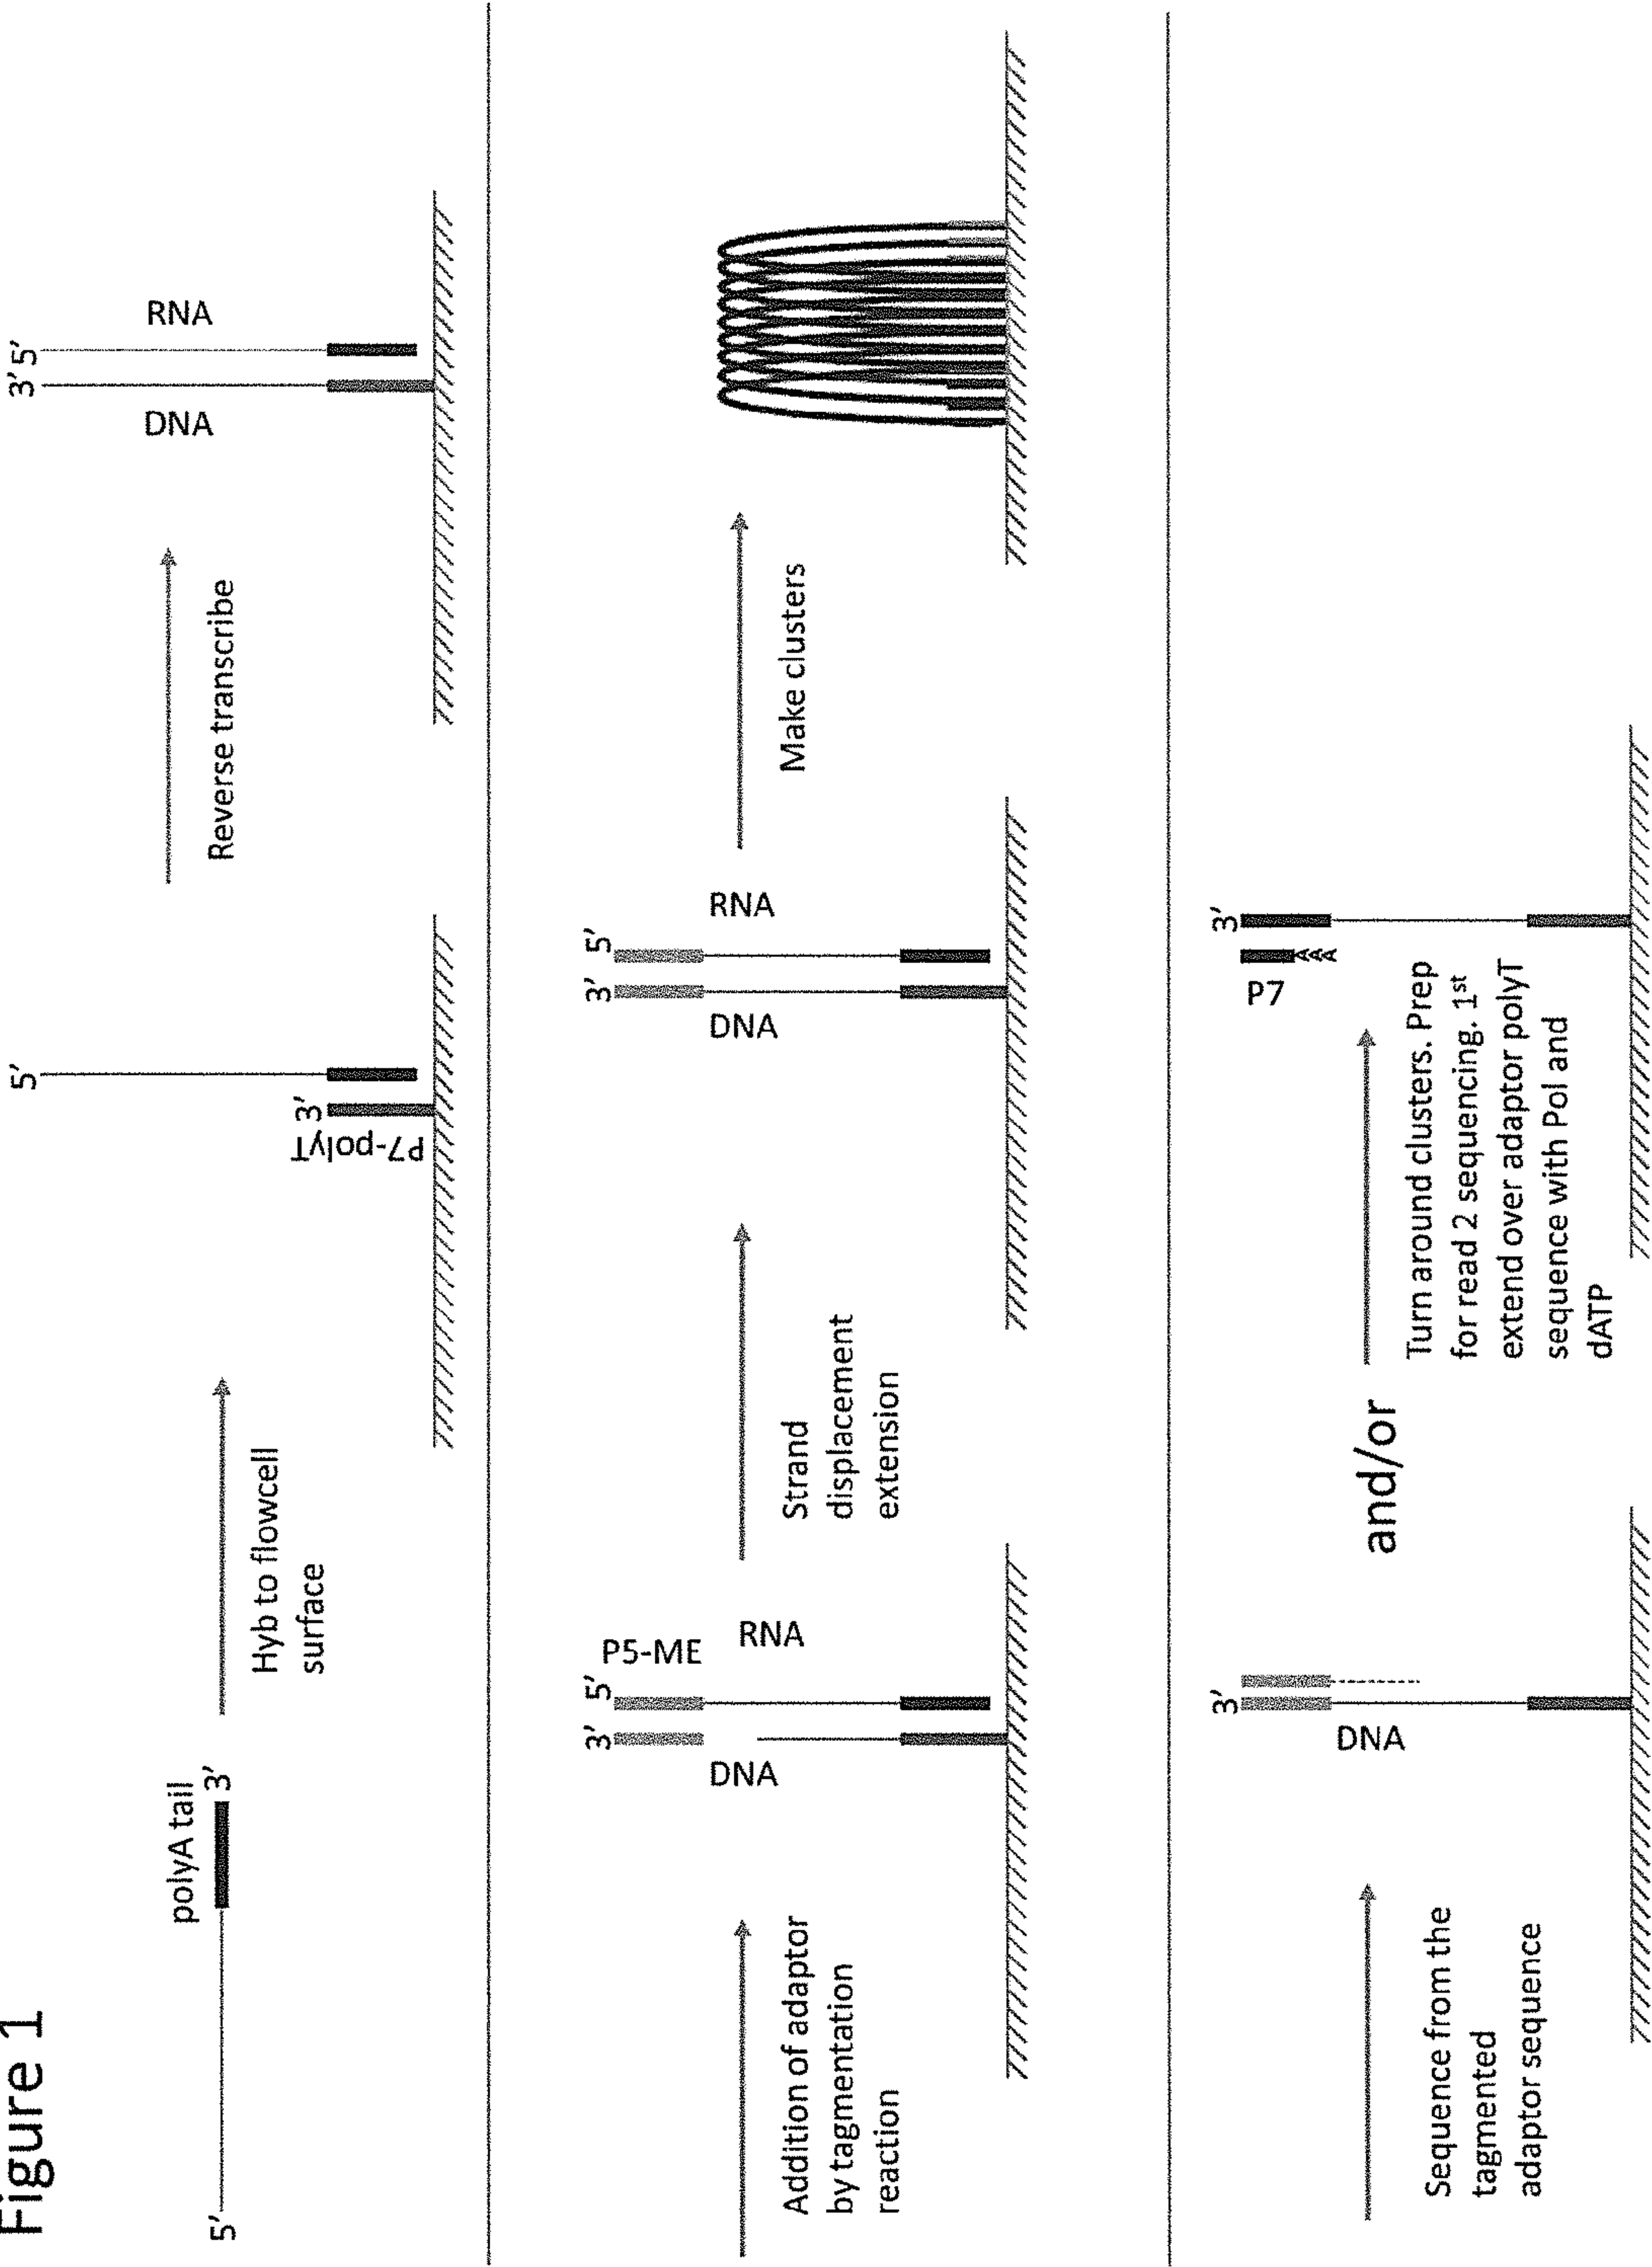 Figure 1
5’
polyA tail
3’
Hyb to flowcell
surface
5’
3’
P7-polyT
Reverse transcribe
3’ 5’
RNA
DNA
Addition of adaptor
by tagmentation
reaction
P5-ME
3’ 5’
RNA
DNA
Strand
displacement
extension
3’ 5’
RNA
DNA
Make clusters
Sequence from the
tagmented
adaptor sequence
3’
DNA
and/or
Turn around clusters. Prep
for read 2 sequencing. 1st
extend over adaptor polyT
sequence with Pol and
dATP
3’
P7
AAA